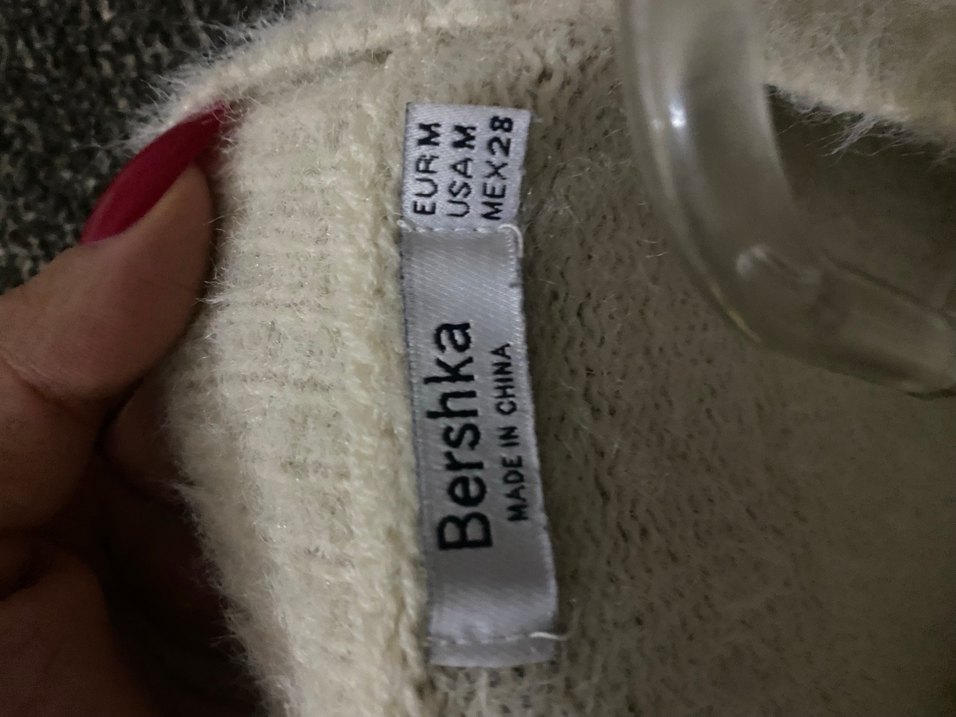 EUR M
USA M
MEX 28
Bershka
MADE IN CHINA